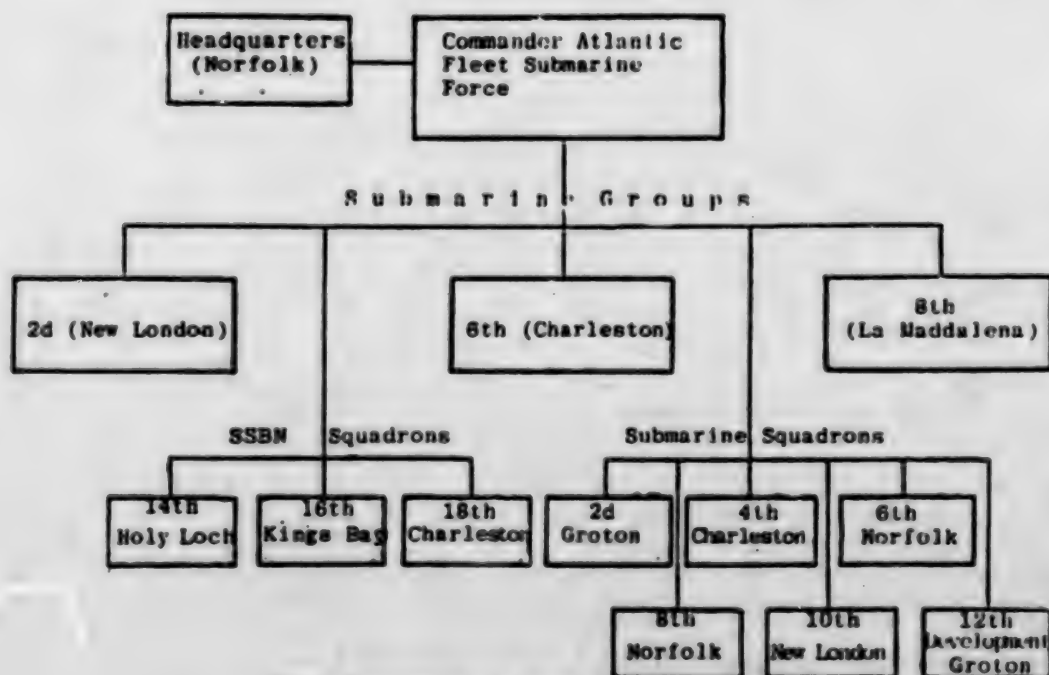 Headquarters
(Norfolk)
Commander Atlantic
Fleet Submarine
Force
Submarine Groups
2d (New London)
6th (Charleston)
8th
(La Maddalena)
SSBN Squadrons
Submarine Squadrons
14th
Holy Loch
16th
Kings Bay
18th
Charleston
2d
Groton
4th
Charleston
6th
Norfolk
8th
Norfolk
10th
New London
12th
Development
Groton